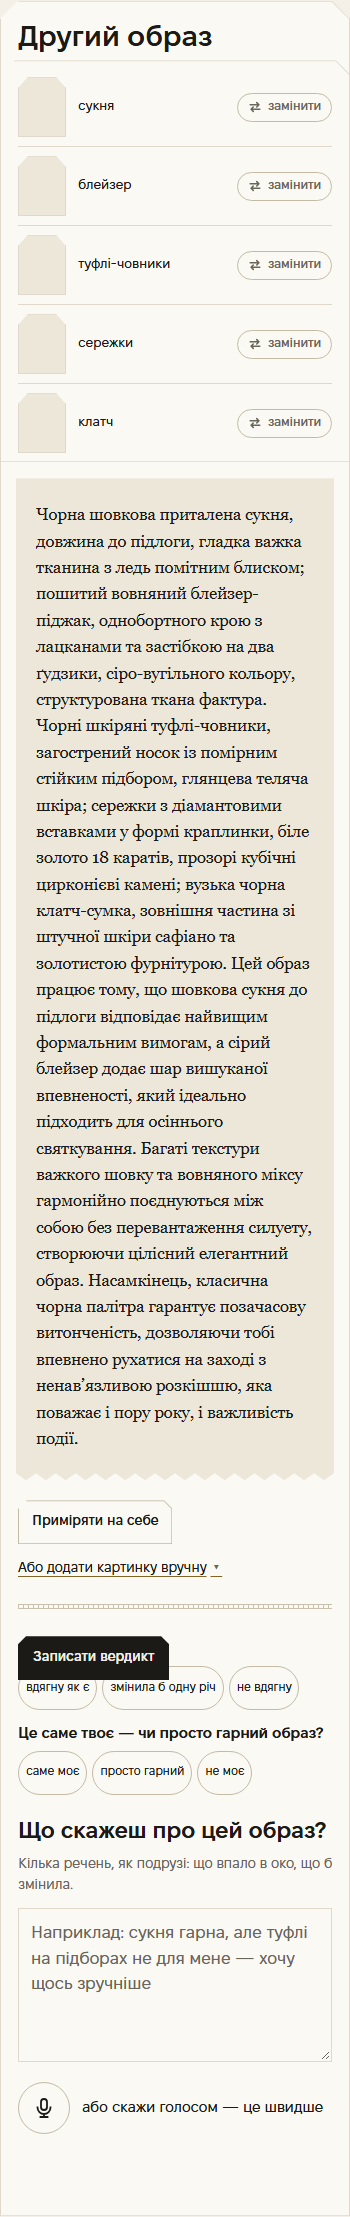 Другий образ
сукня
замінити
блейзер
замінити
туфлі-човники
замінити
сережки
замінити
клатч
замінити
Чорна шовкова приталена сукня,
довжина до підлоги, гладка важка
тканина з ледь помітним блиском;
пошитий вовняний блейзер-
піджак, однобортного крою з
лацканами та застібкою на два
ґудзики, сіро-вугільного кольору,
структурована ткана фактура.
Чорні шкіряні туфлі-човники,
загострений носок із помірним
стійким підбором, глянцева теляча
шкіра; сережки з діамантовими
вставками у формі краплинки, біле
золото 18 каратів, прозорі кубічні
цирконієві камені; вузька чорна
клатч-сумка, зовнішня частина зі
штучної шкіри сафіано та
золотистою фурнітурою. Цей образ
працює тому, що шовкова сукня до
підлоги відповідає найвищим
формальним вимогам, а сірий
блейзер додає шар вишуканої
впевненості, який ідеально
підходить для осіннього
святкування. Багаті текстури
важкого шовку та вовняного міксу
гармонійно поєднуються між
собою без перевантаження силуету,
створюючи цілісний елегантний
образ. Насамкінець, класична
чорна палітра гарантує позачасову
витонченість, дозволяючи тобі
впевнено рухатися на заході з
ненав’язливою розкішшю, яка
поважає і пору року, і важливість
події.
Приміряти на себе
Або додати картинку вручну
Записати вердикт
вдягну як є
змінила б одну річ
не вдягну
Це саме твоє — чи просто гарний образ?
саме моє
просто гарний
не моє
Що скажеш про цей образ?
Кілька речень, як подрузі: що впало в око, що б
змінила.
Наприклад: сукня гарна, але туфлі
на підборах не для мене — хочу
щось зручніше
або скажи голосом — це швидше